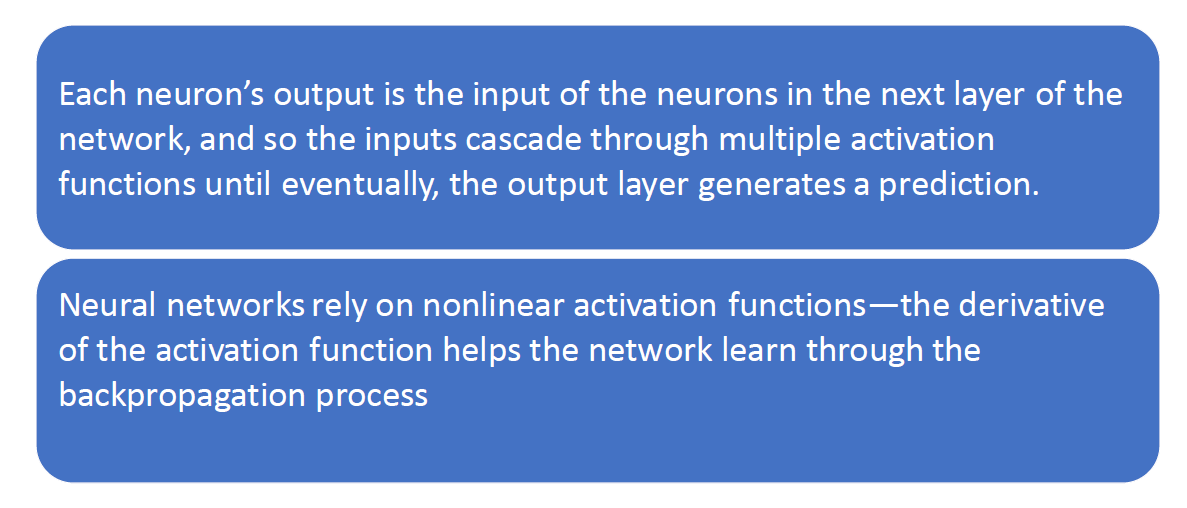 Each neuron’s output is the input of the neurons in the next layer of the
network, and so the inputs cascade through multiple activation
functions until eventually, the output layer generates a prediction.
Neural networks rely on nonlinear activation functions—the derivative
of the activation function helps the network learn through the
backpropagation process